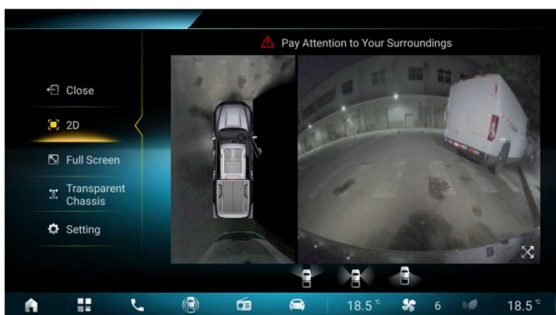 Pay Attention to Your Surroundings
Close
2D
Full Screen
Transparent
Chassis
Setting
18.5 °C
6
18.5 °C